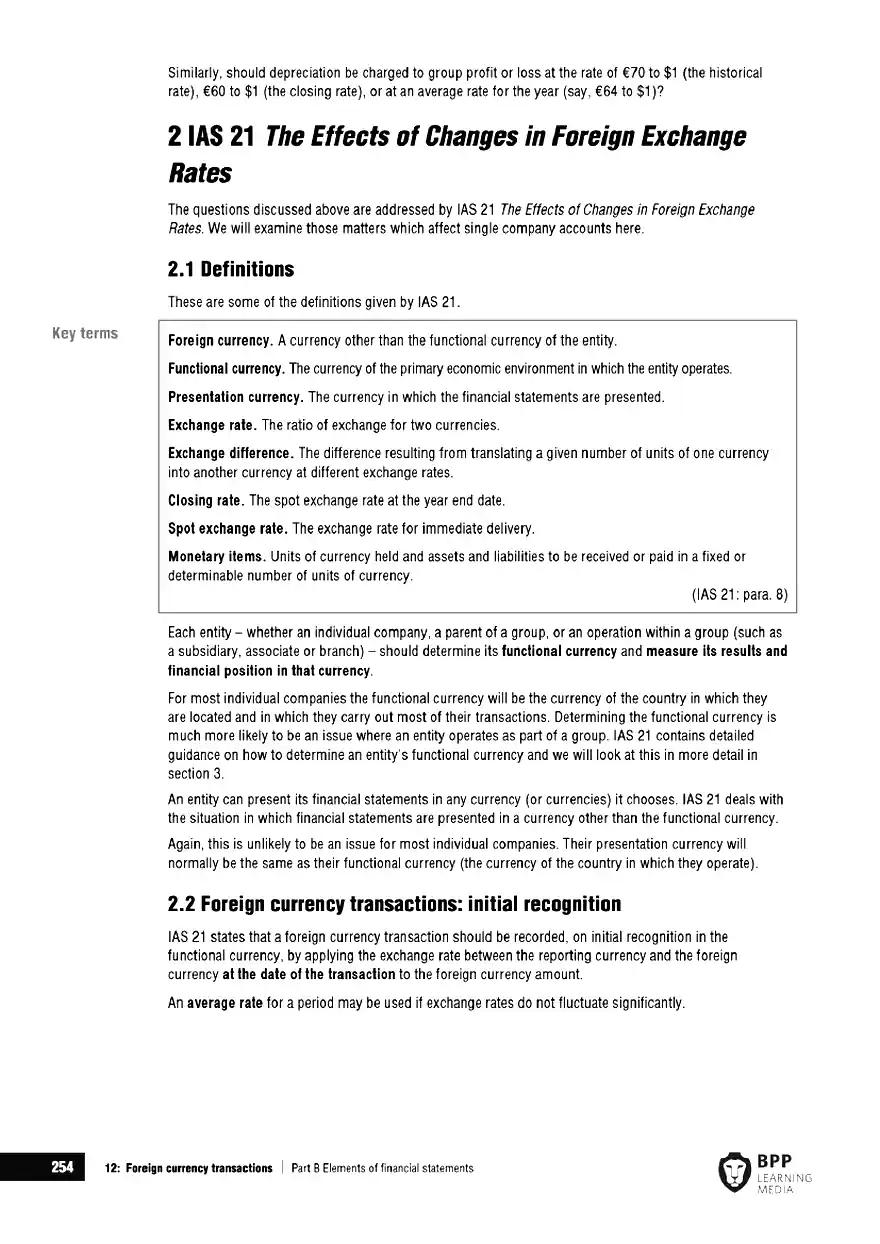 Similarly, should depreciation be charged to group profit or loss at the rate of €70 to $1 (the historical
rate), €60 to $1 (the closing rate), or at an average rate for the year (say, €64 to $1)?
2 IAS 21 The Effects of Changes in Foreign Exchange
Rates
The questions discussed above are addressed by IAS 21 The Effects of Changes in Foreign Exchange
Rates. We will examine those matters which affect single company accounts here.
2.1 Definitions
These are some of the definitions given by IAS 21.
Key terms
Foreign currency. A currency other than the functional currency of the entity.
Functional currency. The currency of the primary economic environment in which the entity operates.
Presentation currency. The currency in which the financial statements are presented.
Exchange rate. The ratio of exchange for two currencies.
Exchange difference. The difference resulting from translating a given number of units of one currency
into another currency at different exchange rates.
Closing rate. The spot exchange rate at the year end date.
Spot exchange rate. The exchange rate for immediate delivery.
Monetary items. Units of currency held and assets and liabilities to be received or paid in a fixed or
determinable number of units of currency.
(IAS 21: para. 8)
Each entity – whether an individual company, a parent of a group, or an operation within a group (such as
a subsidiary, associate or branch) – should determine its functional currency and measure its results and
financial position in that currency.
For most individual companies the functional currency will be the currency of the country in which they
are located and in which they carry out most of their transactions. Determining the functional currency is
much more likely to be an issue where an entity operates as part of a group. IAS 21 contains detailed
guidance on how to determine an entity's functional currency and we will look at this in more detail in
section 3.
An entity can present its financial statements in any currency (or currencies) it chooses. IAS 21 deals with
the situation in which financial statements are presented in a currency other than the functional currency.
Again, this is unlikely to be an issue for most individual companies. Their presentation currency will
normally be the same as their functional currency (the currency of the country in which they operate).
2.2 Foreign currency transactions: initial recognition
IAS 21 states that a foreign currency transaction should be recorded, on initial recognition in the
functional currency, by applying the exchange rate between the reporting currency and the foreign
currency at the date of the transaction to the foreign currency amount.
An average rate for a period may be used if exchange rates do not fluctuate significantly.
254 12: Foreign currency transactions | Part B Elements of financial statements
BPP
LEARNING
MEDIA